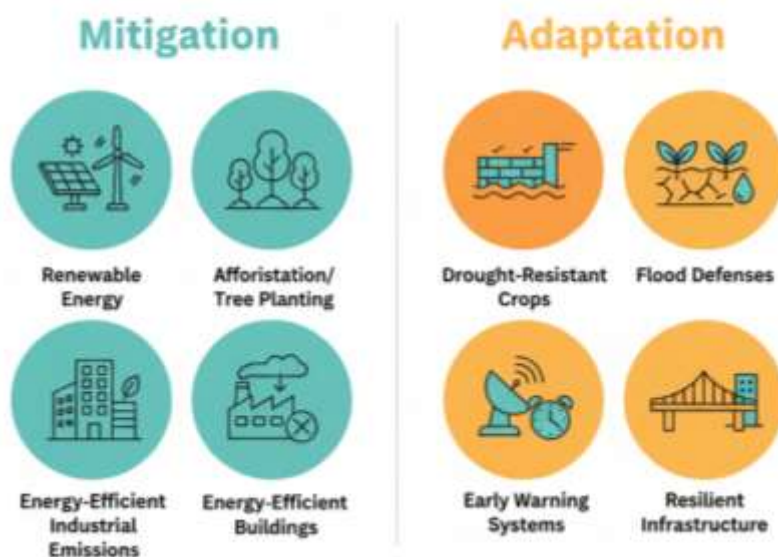 Mitigation
Adaptation
Renewable
Energy
Afforistation/
Tree Planting
Drought-Resistant
Crops
Flood Defenses
Energy-Efficient
Industrial
Emissions
Energy-Efficient
Buildings
Early Warning
Systems
Resilient
Infrastructure